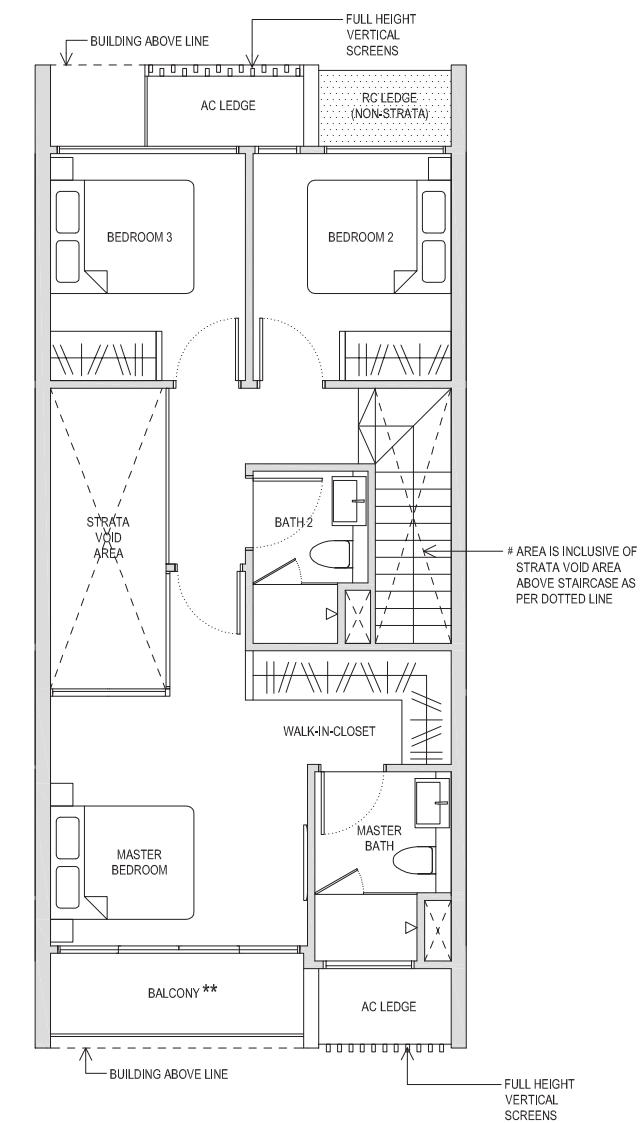 FULL HEIGHT
VERTICAL
SCREENS
BUILDING ABOVE LINE
AC LEDGE
RC LEDGE
(NON-STRATA)
BEDROOM 3
BEDROOM 2
STRATA
VOID
AREA
BATH 2
# AREA IS INCLUSIVE OF
STRATA VOID AREA
ABOVE STAIRCASE AS
PER DOTTED LINE
WALK-IN-CLOSET
MASTER
BATH
MASTER
BEDROOM
BALCONY **
AC LEDGE
BUILDING ABOVE LINE
FULL HEIGHT
VERTICAL
SCREENS